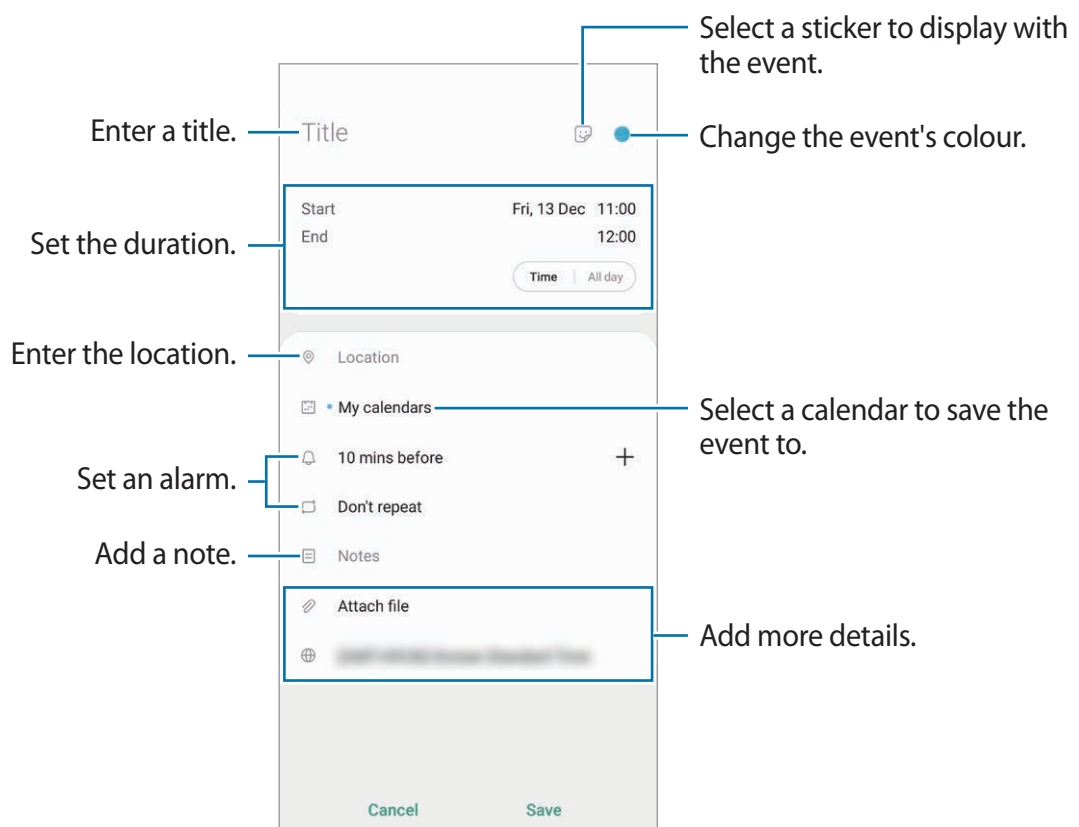 Select a sticker to display with
the event.
Enter a title.
Title
Change the event's colour.
Set the duration.
Start Fri, 13 Dec 11:00
End 12:00
Time All day
Enter the location.
Location
My calendars
Select a calendar to save the
event to.
Set an alarm.
10 mins before
Don't repeat
Add a note.
Notes
Attach file
Add more details.
Cancel Save